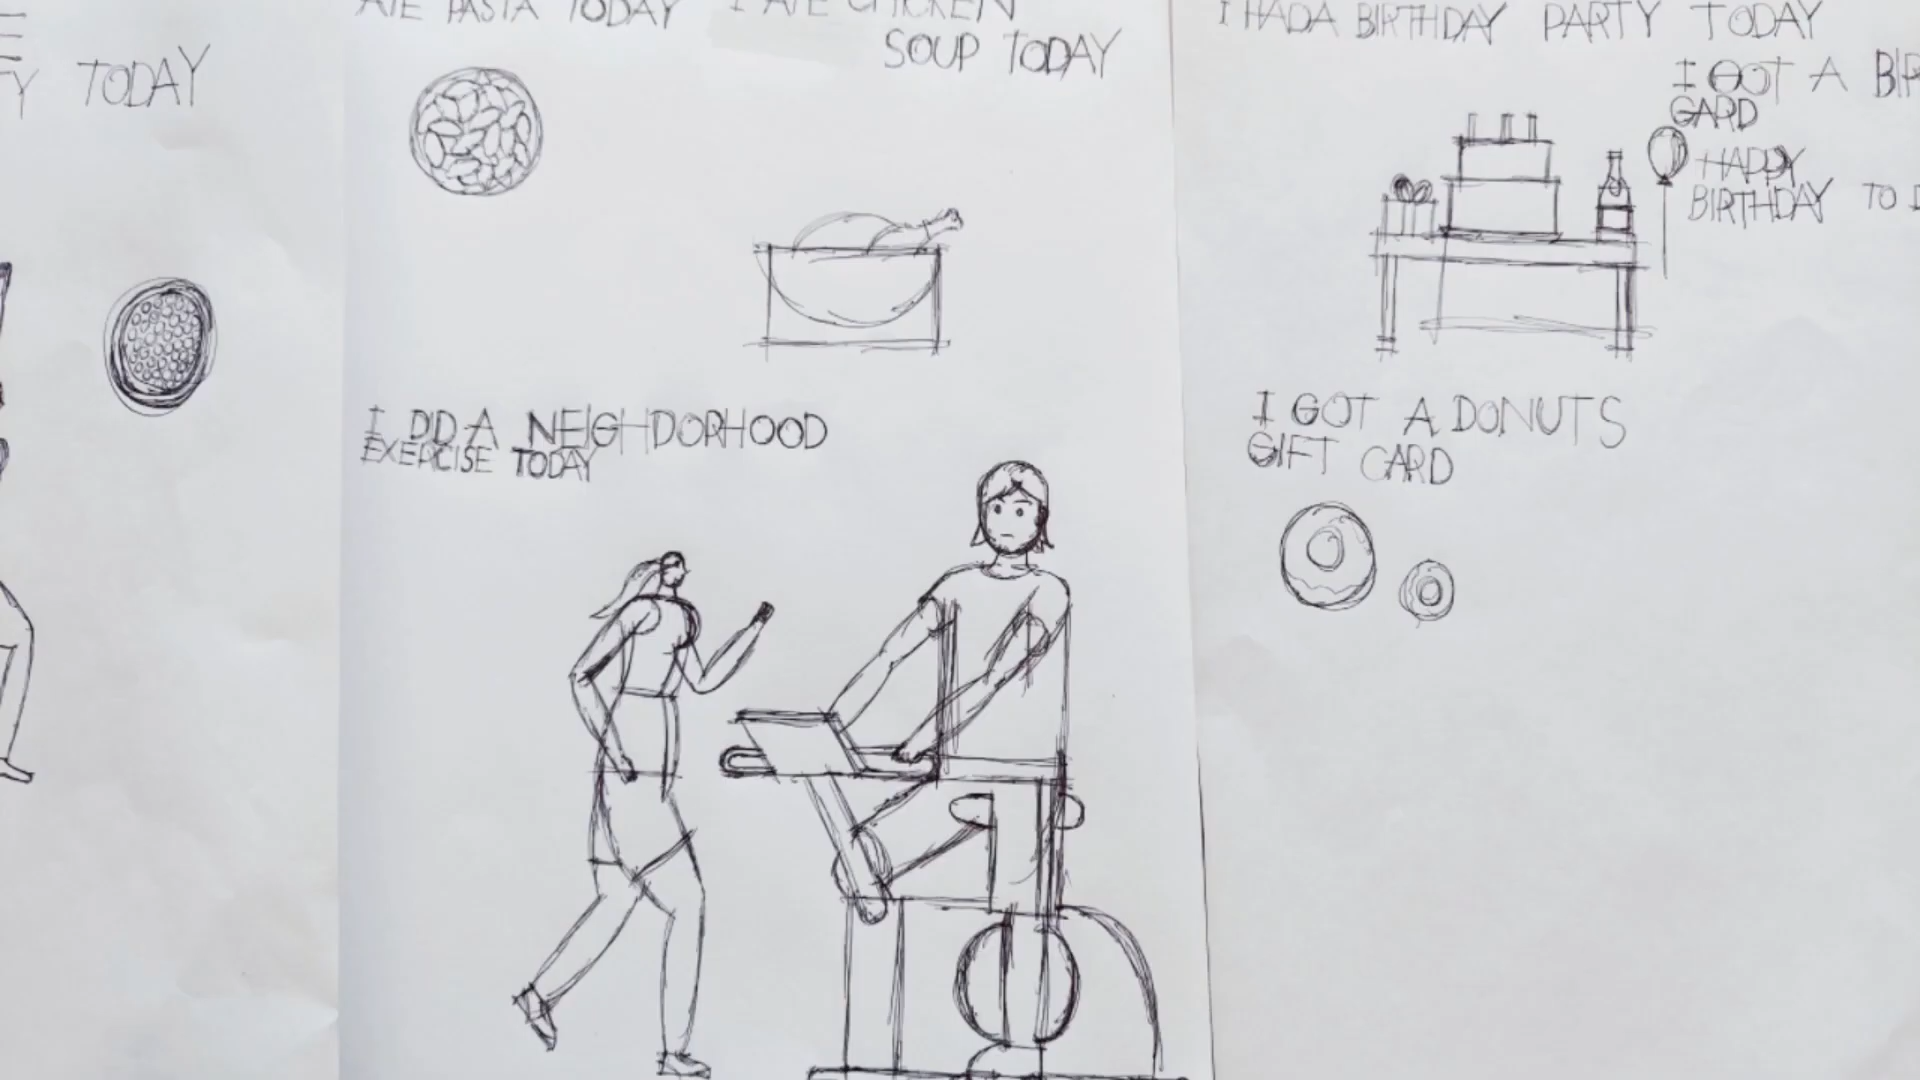 TODAY
ATE PASTA TODAY
I ATE CHICKEN
SOUP TODAY
I DID A NEIGHDORHOOD
EXERCISE TODAY
I HADA BIRTHDAY PARTY TODAY
I GOT A
CARD
HAPPY
BIRTHDAY TO
I GOT A DONUTS
GIFT CARD